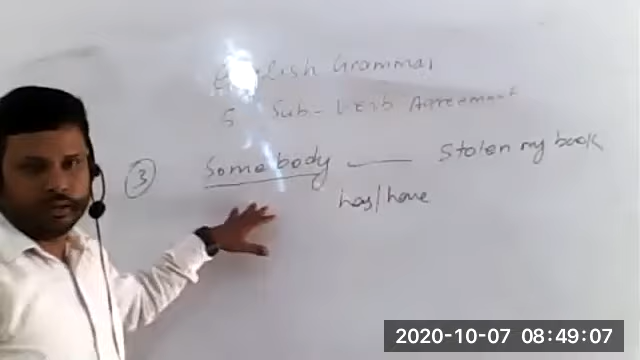 English Grammar
5 Sub-Verb Agreement
③ Somebody —— Stolen my book
has/have
2020-10-07 08:49:07